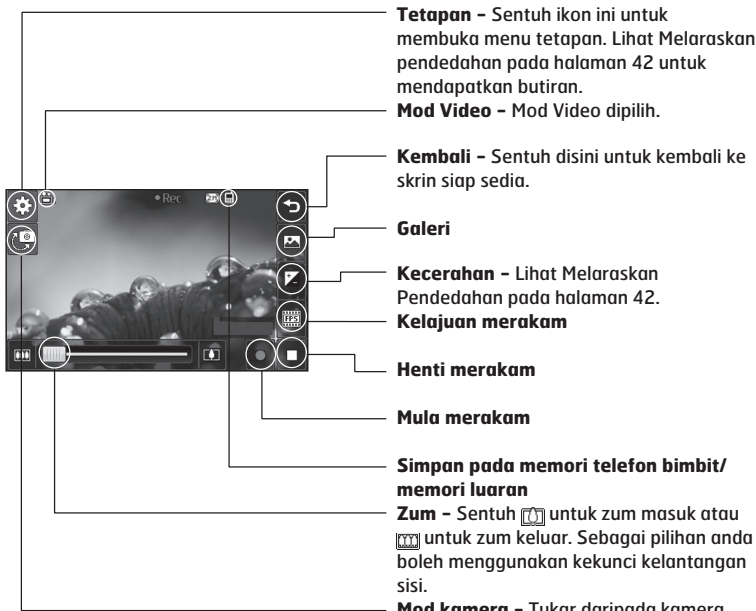 Tetapan – Sentuh ikon ini untuk
membuka menu tetapan. Lihat Melaraskan
pendedahan pada halaman 42 untuk
mendapatkan butiran.
Mod Video – Mod Video dipilih.
Kembali – Sentuh disini untuk kembali ke
skrin siap sedia.
Rec
Galeri
Kecerahan – Lihat Melaraskan
Pendedahan pada halaman 42.
Kelajuan merakam
FPS
Henti merakam
Mula merakam
Simpan pada memori telefon bimbit/
memori luaran
Zum – Sentuh untuk zum masuk atau
untuk zum keluar. Sebagai pilihan anda
boleh menggunakan kekunci kelantangan
sisi.
Mod kamera – Tukar daripada kamera